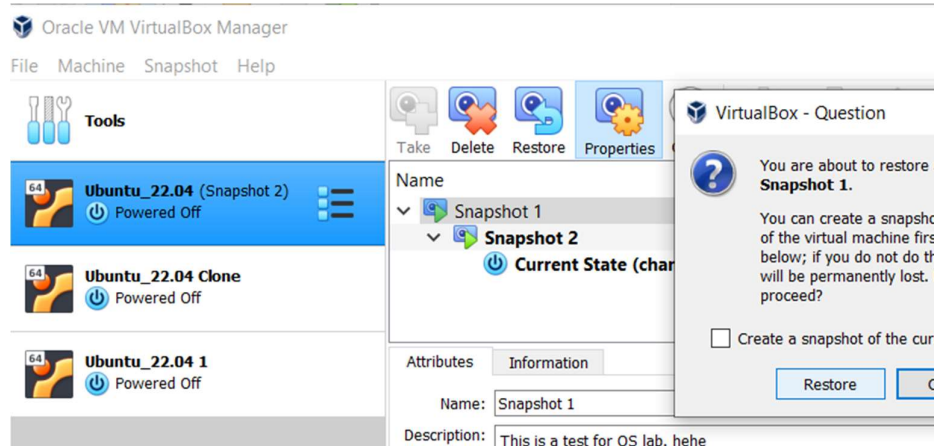 Oracle VM VirtualBox Manager
File Machine Snapshot Help
Tools
Take Delete Restore Properties
64
Ubuntu_22.04 (Snapshot 2)
Powered Off
64
Ubuntu_22.04 Clone
Powered Off
64
Ubuntu_22.04 1
Powered Off
Name
Snapshot 1
Snapshot 2
Current State (char
Attributes Information
Name: Snapshot 1
Description: This is a test for OS lab. hehe
VirtualBox - Question
You are about to restore
Snapshot 1.
You can create a snapsho
of the virtual machine firs
below; if you do not do th
will be permanently lost.
proceed?
Create a snapshot of the cur
Restore